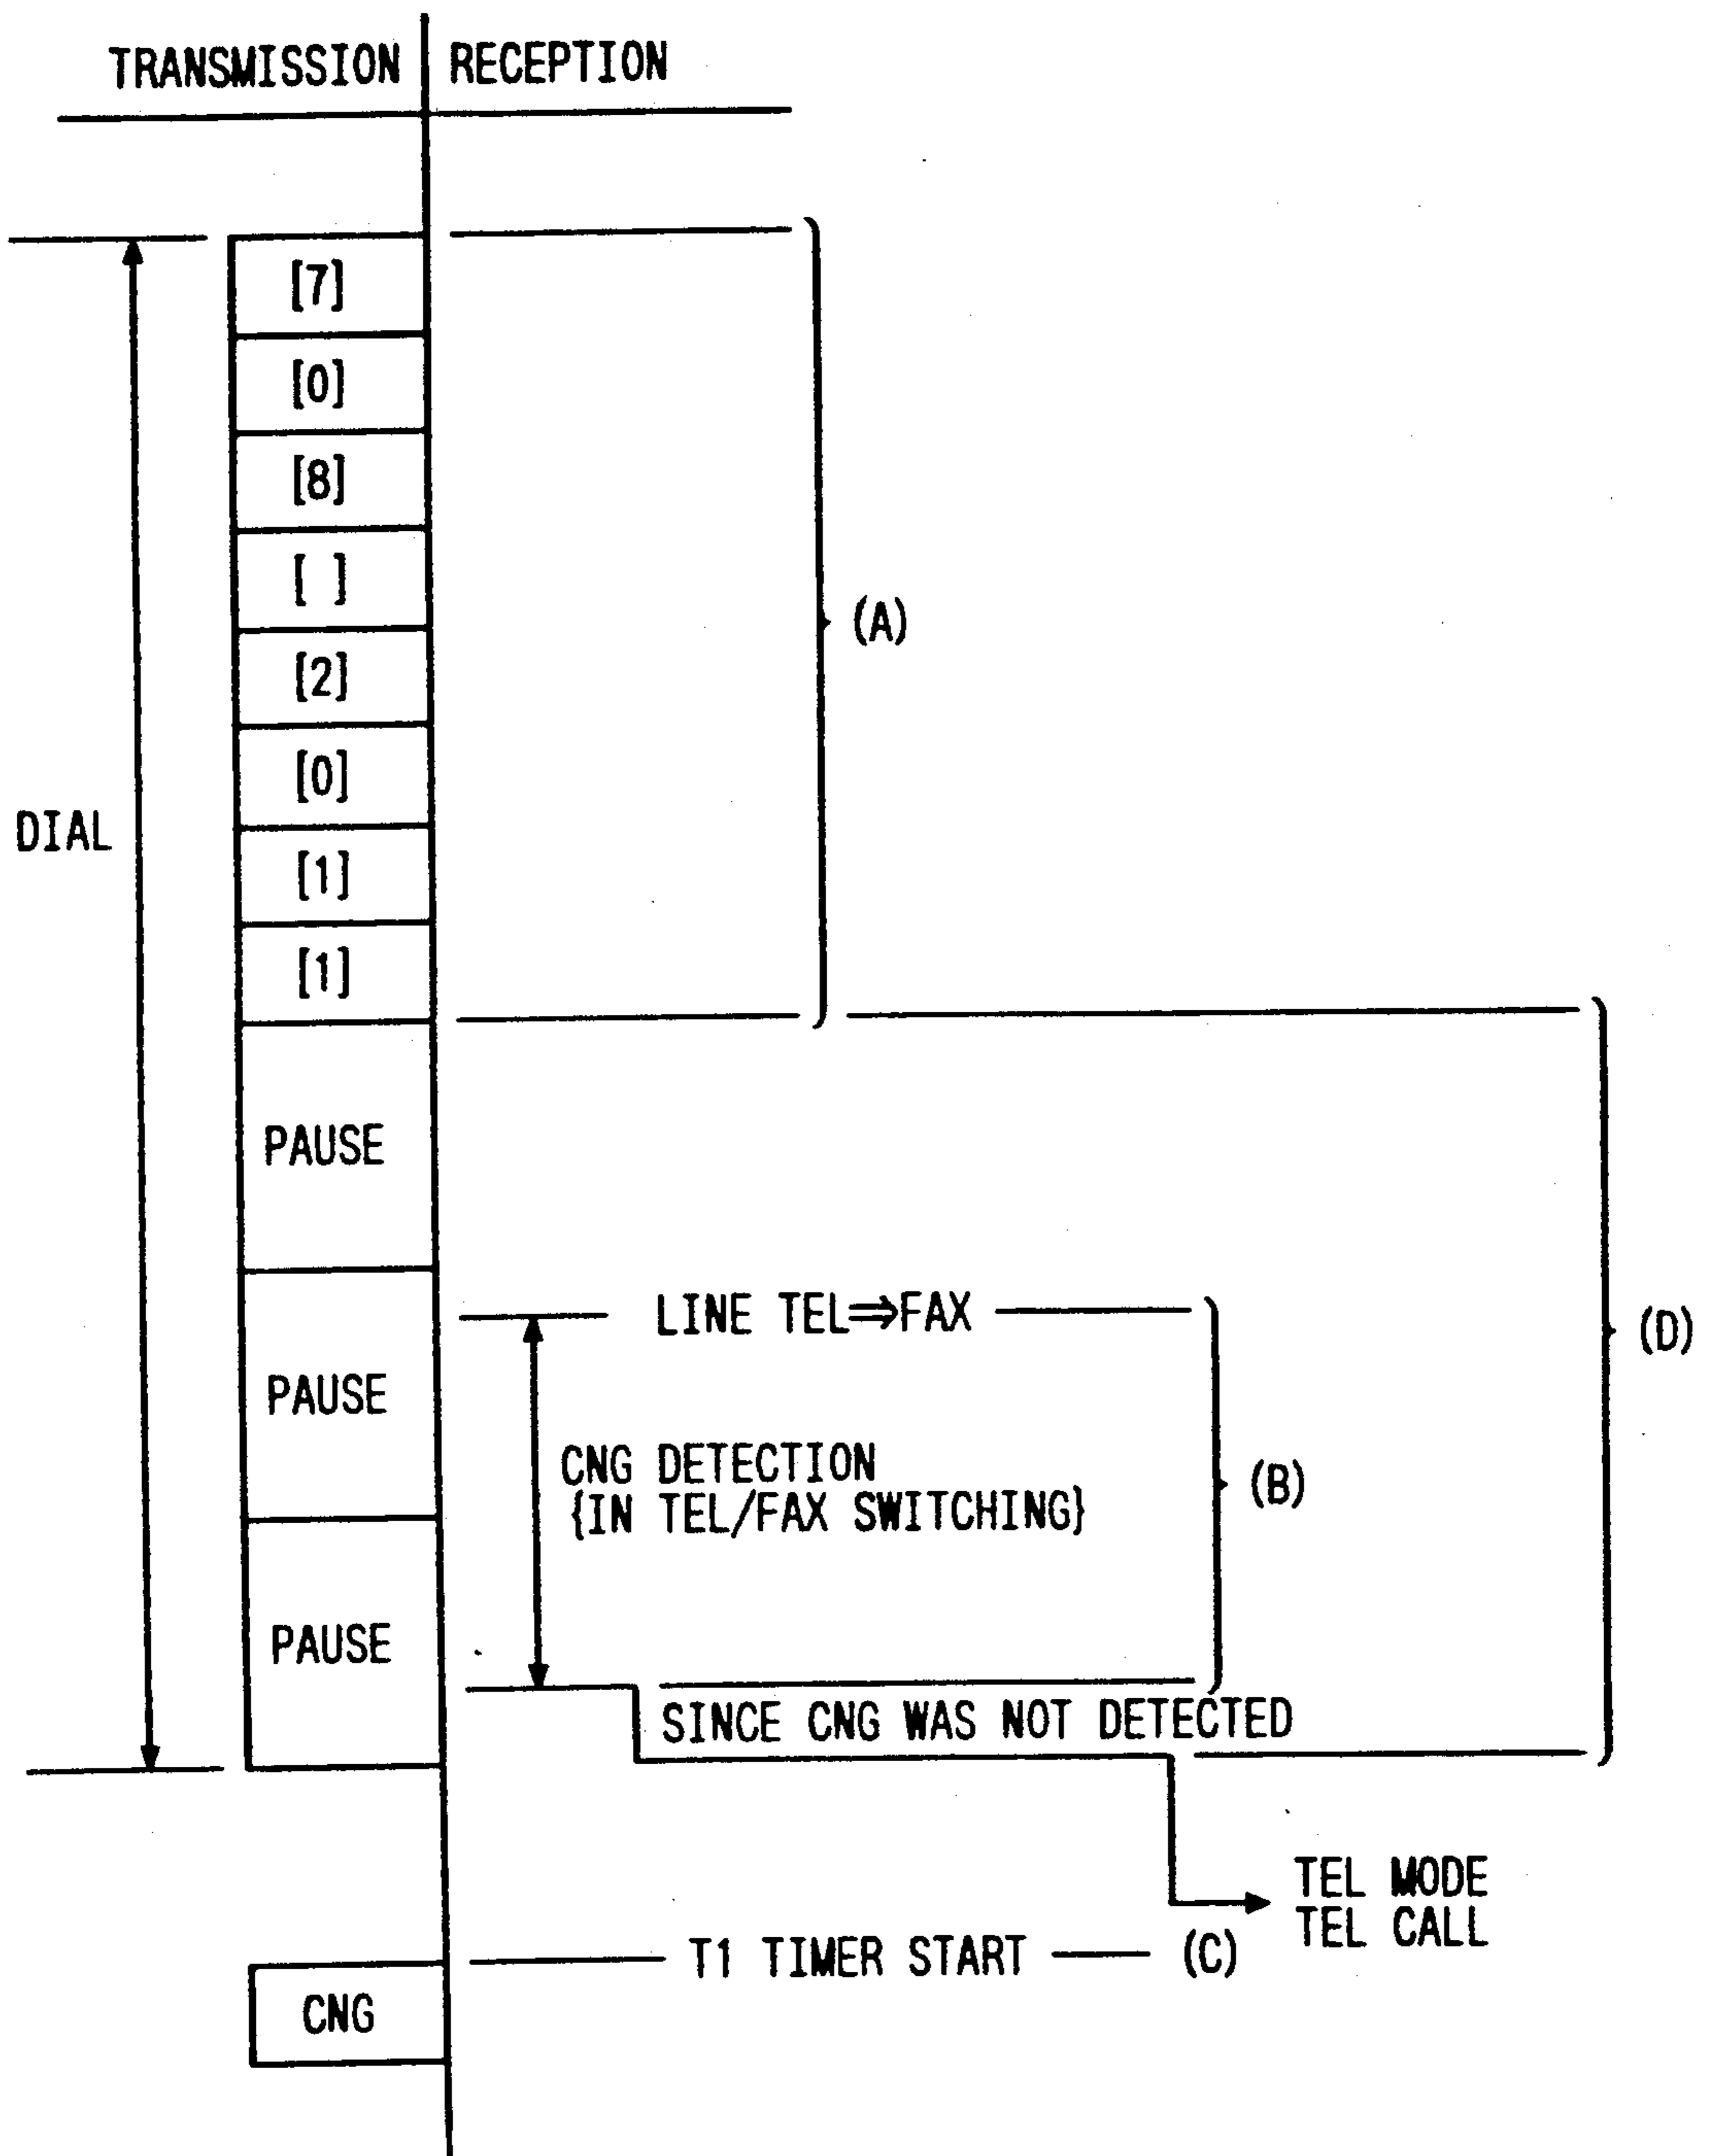 TRANSMISSION RECEPTION
[7]
[0]
[8]
[ ]
(A)
[2]
[0]
DIAL
[1]
[1]
PAUSE
LINE TEL⇒FAX
(D)
PAUSE
CNG DETECTION
{IN TEL/FAX SWITCHING}
(B)
PAUSE
SINCE CNG WAS NOT DETECTED
TEL MODE
TEL CALL
T1 TIMER START
(C)
CNG